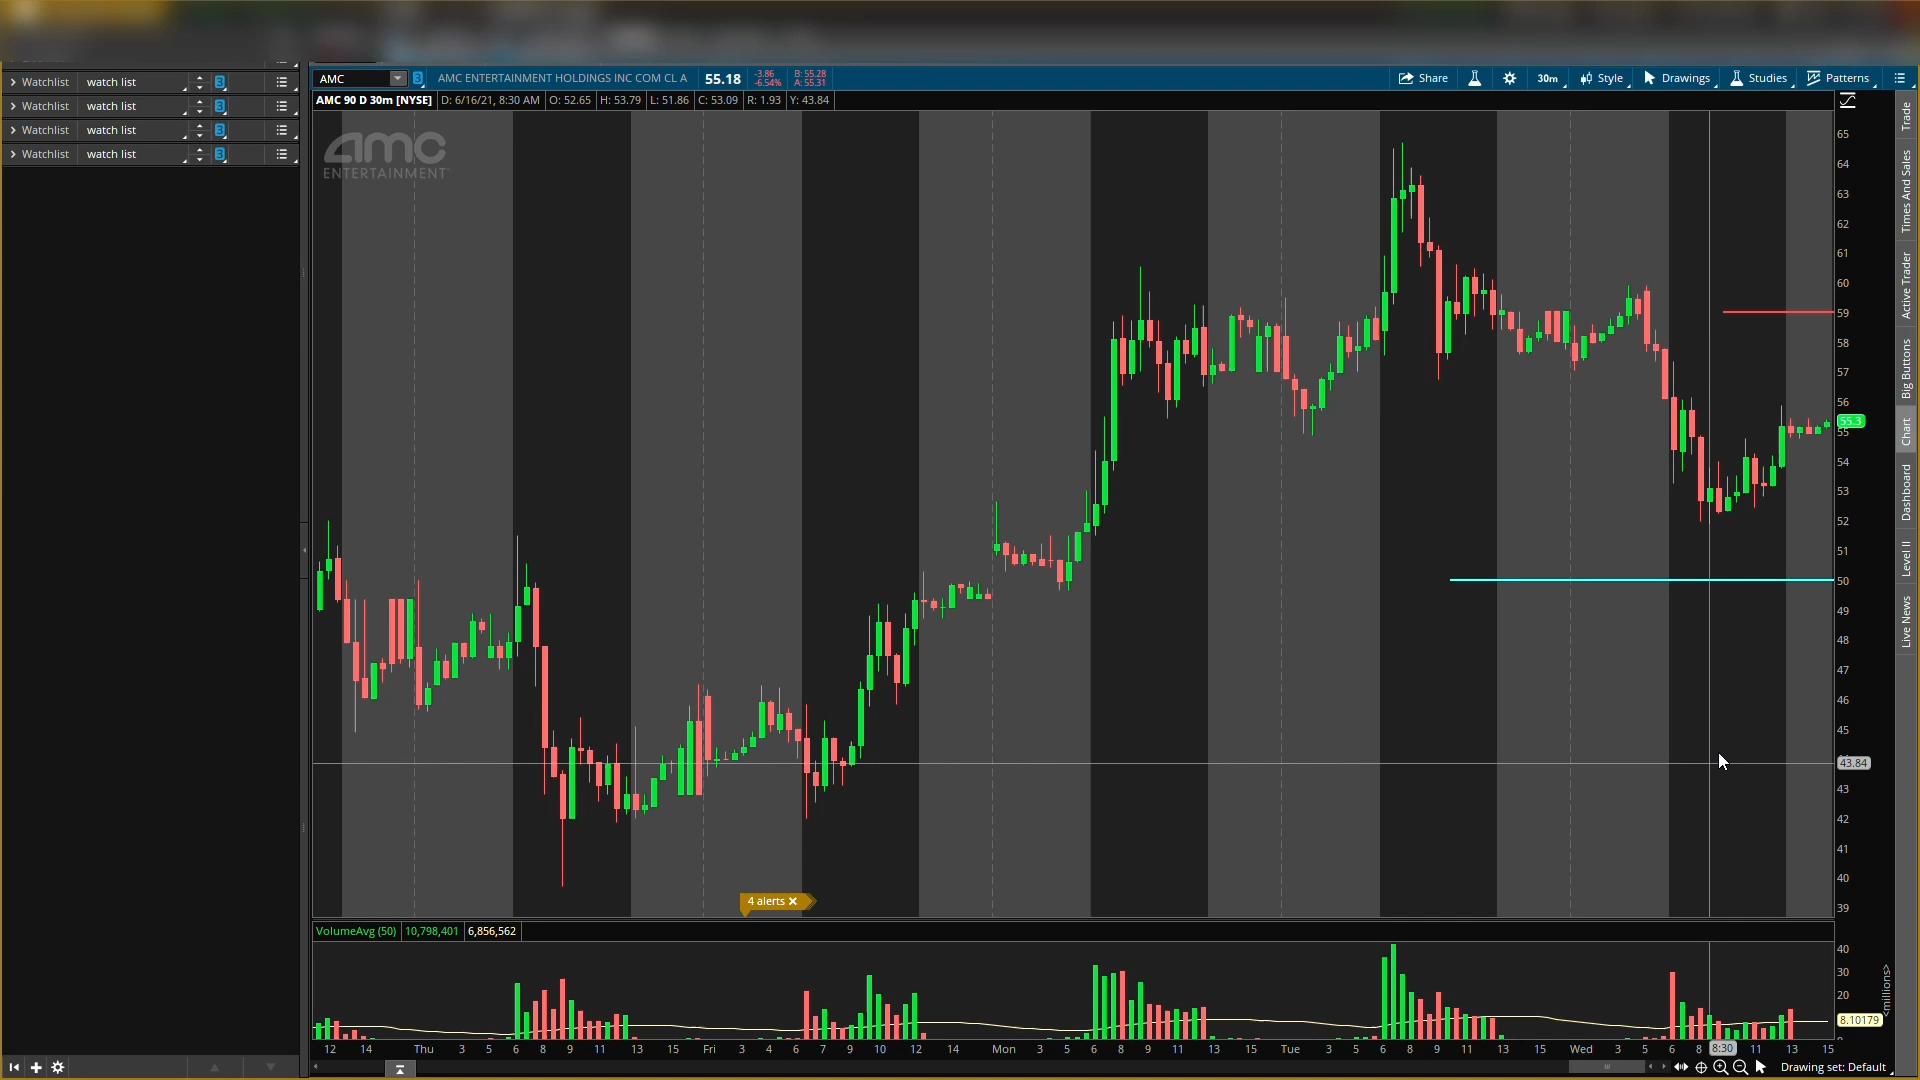 Watchlist watch list 3
Watchlist watch list 3
Watchlist watch list 3
Watchlist watch list 3
AMC 3 AMC ENTERTAINMENT HOLDINGS INC COM CL A 55.18 -3.86 -6.54% B: 55.28 A: 55.31 Share 30m Style Drawings Studies Patterns
AMC 90 D 30m [NYSE] D: 6/16/21, 8:30 AM O: 52.65 H: 53.79 L: 51.86 C: 53.09 R: 1.93 Y: 43.84
amc
ENTERTAINMENT
65
64
63
62
61
60
59
58
57
56
55.3
55
54
53
52
51
50
49
48
47
46
45
43.84
43
42
41
40
39
4 alerts
VolumeAvg (50) 10,798,401 6,856,562
40
30
20
<millions>
8.10179
12 14 Thu 3 5 6 8 9 11 13 15 Fri 3 4 6 7 9 10 12 14 Mon 3 5 6 8 9 11 13 15 Tue 3 5 6 8 9 11 13 15 Wed 3 5 6 8 8:30 11 13 15
Drawing set: Default
Trade
Times And Sales
Active Trader
Big Buttons
Chart
Dashboard
Level II
Live News